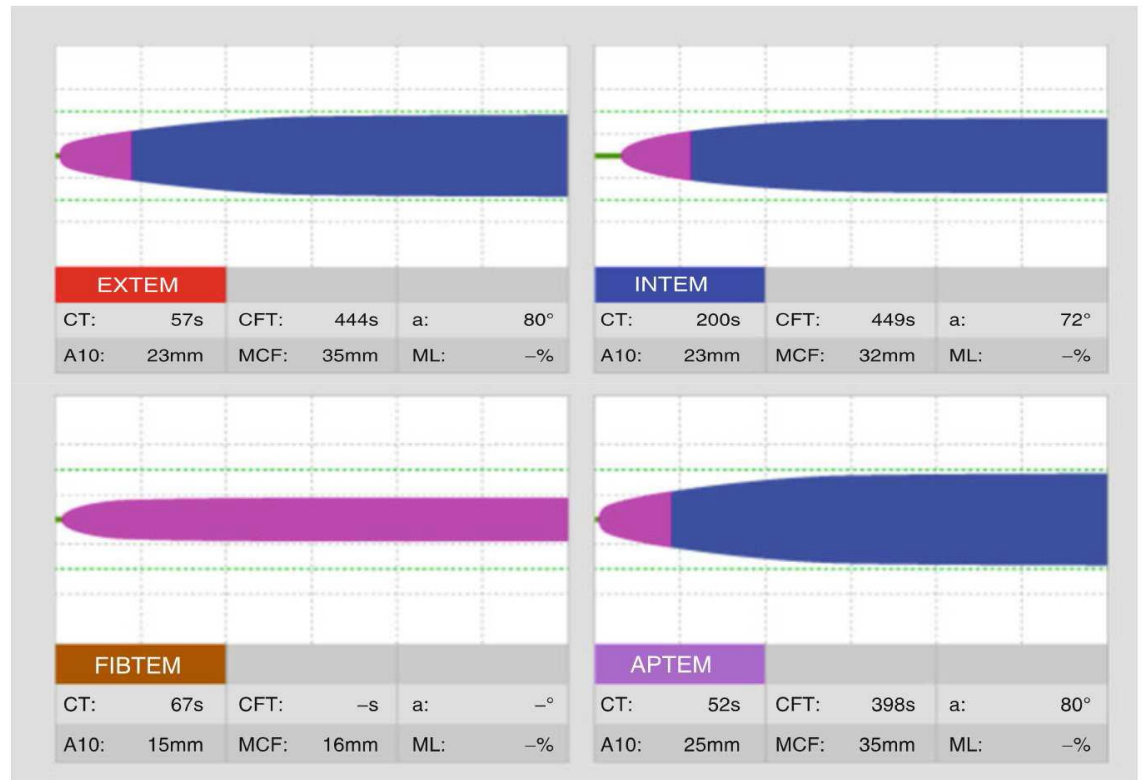 EXTEM
CT: 57s CFT: 444s a: 80°
A10: 23mm MCF: 35mm ML: –%
INTEM
CT: 200s CFT: 449s a: 72°
A10: 23mm MCF: 32mm ML: –%
FIBTEM
CT: 67s CFT: –s a: –°
A10: 15mm MCF: 16mm ML: –%
APTEM
CT: 52s CFT: 398s a: 80°
A10: 25mm MCF: 35mm ML: –%